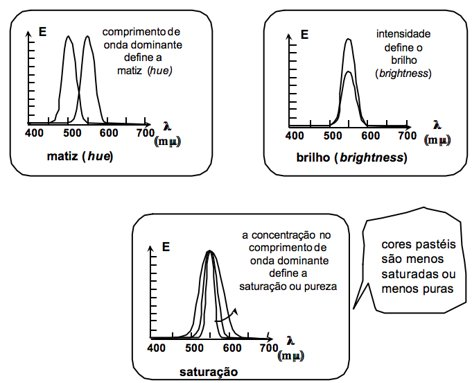 E
comprimento de
onda dominante
define a
matiz (hue)
400 500 600 700 λ
(mμ)
matiz (hue)
E
intensidade
define o
brilho
(brightness)
400 500 600 700 λ
(mμ)
brilho (brightness)
E
a concentração no
comprimento de
onda dominante
define a
saturação ou pureza
400 500 600 700 λ
(mμ)
saturação
cores pastéis
são menos
saturadas ou
menos puras